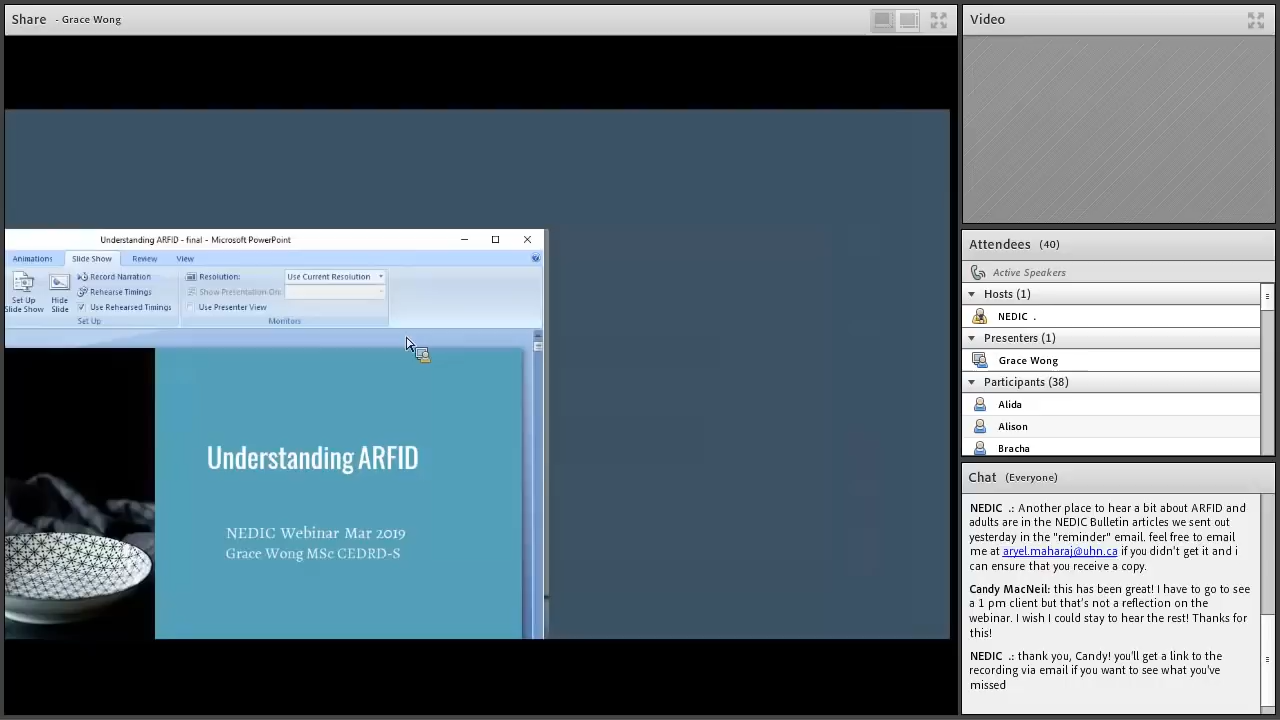 Share - Grace Wong
Understanding ARFID - final - Microsoft PowerPoint
Animations Slide Show Review View
Set Up
Slide Show
Hide
Slide
Record Narration
Rehearse Timings
Use Rehearsed Timings
Set Up
Resolution: Use Current Resolution
Show Presentation On:
Use Presenter View
Monitors
Understanding ARFID
NEDIC Webinar Mar 2019
Grace Wong MSc CEDRD-S
Video
Attendees (40)
Active Speakers
Hosts (1)
NEDIC .
Presenters (1)
Grace Wong
Participants (38)
Alida
Alison
Bracha
Chat (Everyone)
NEDIC .: Another place to hear a bit about ARFID and
adults are in the NEDIC Bulletin articles we sent out
yesterday in the "reminder" email. feel free to email
me at aryel.maharaj@uhn.ca if you didn't get it and i
can ensure that you receive a copy.
Candy MacNeil: this has been great! I have to go to see
a 1 pm client but that's not a reflection on the
webinar. I wish I could stay to hear the rest! Thanks for
this!
NEDIC .: thank you, Candy! you'll get a link to the
recording via email if you want to see what you've
missed